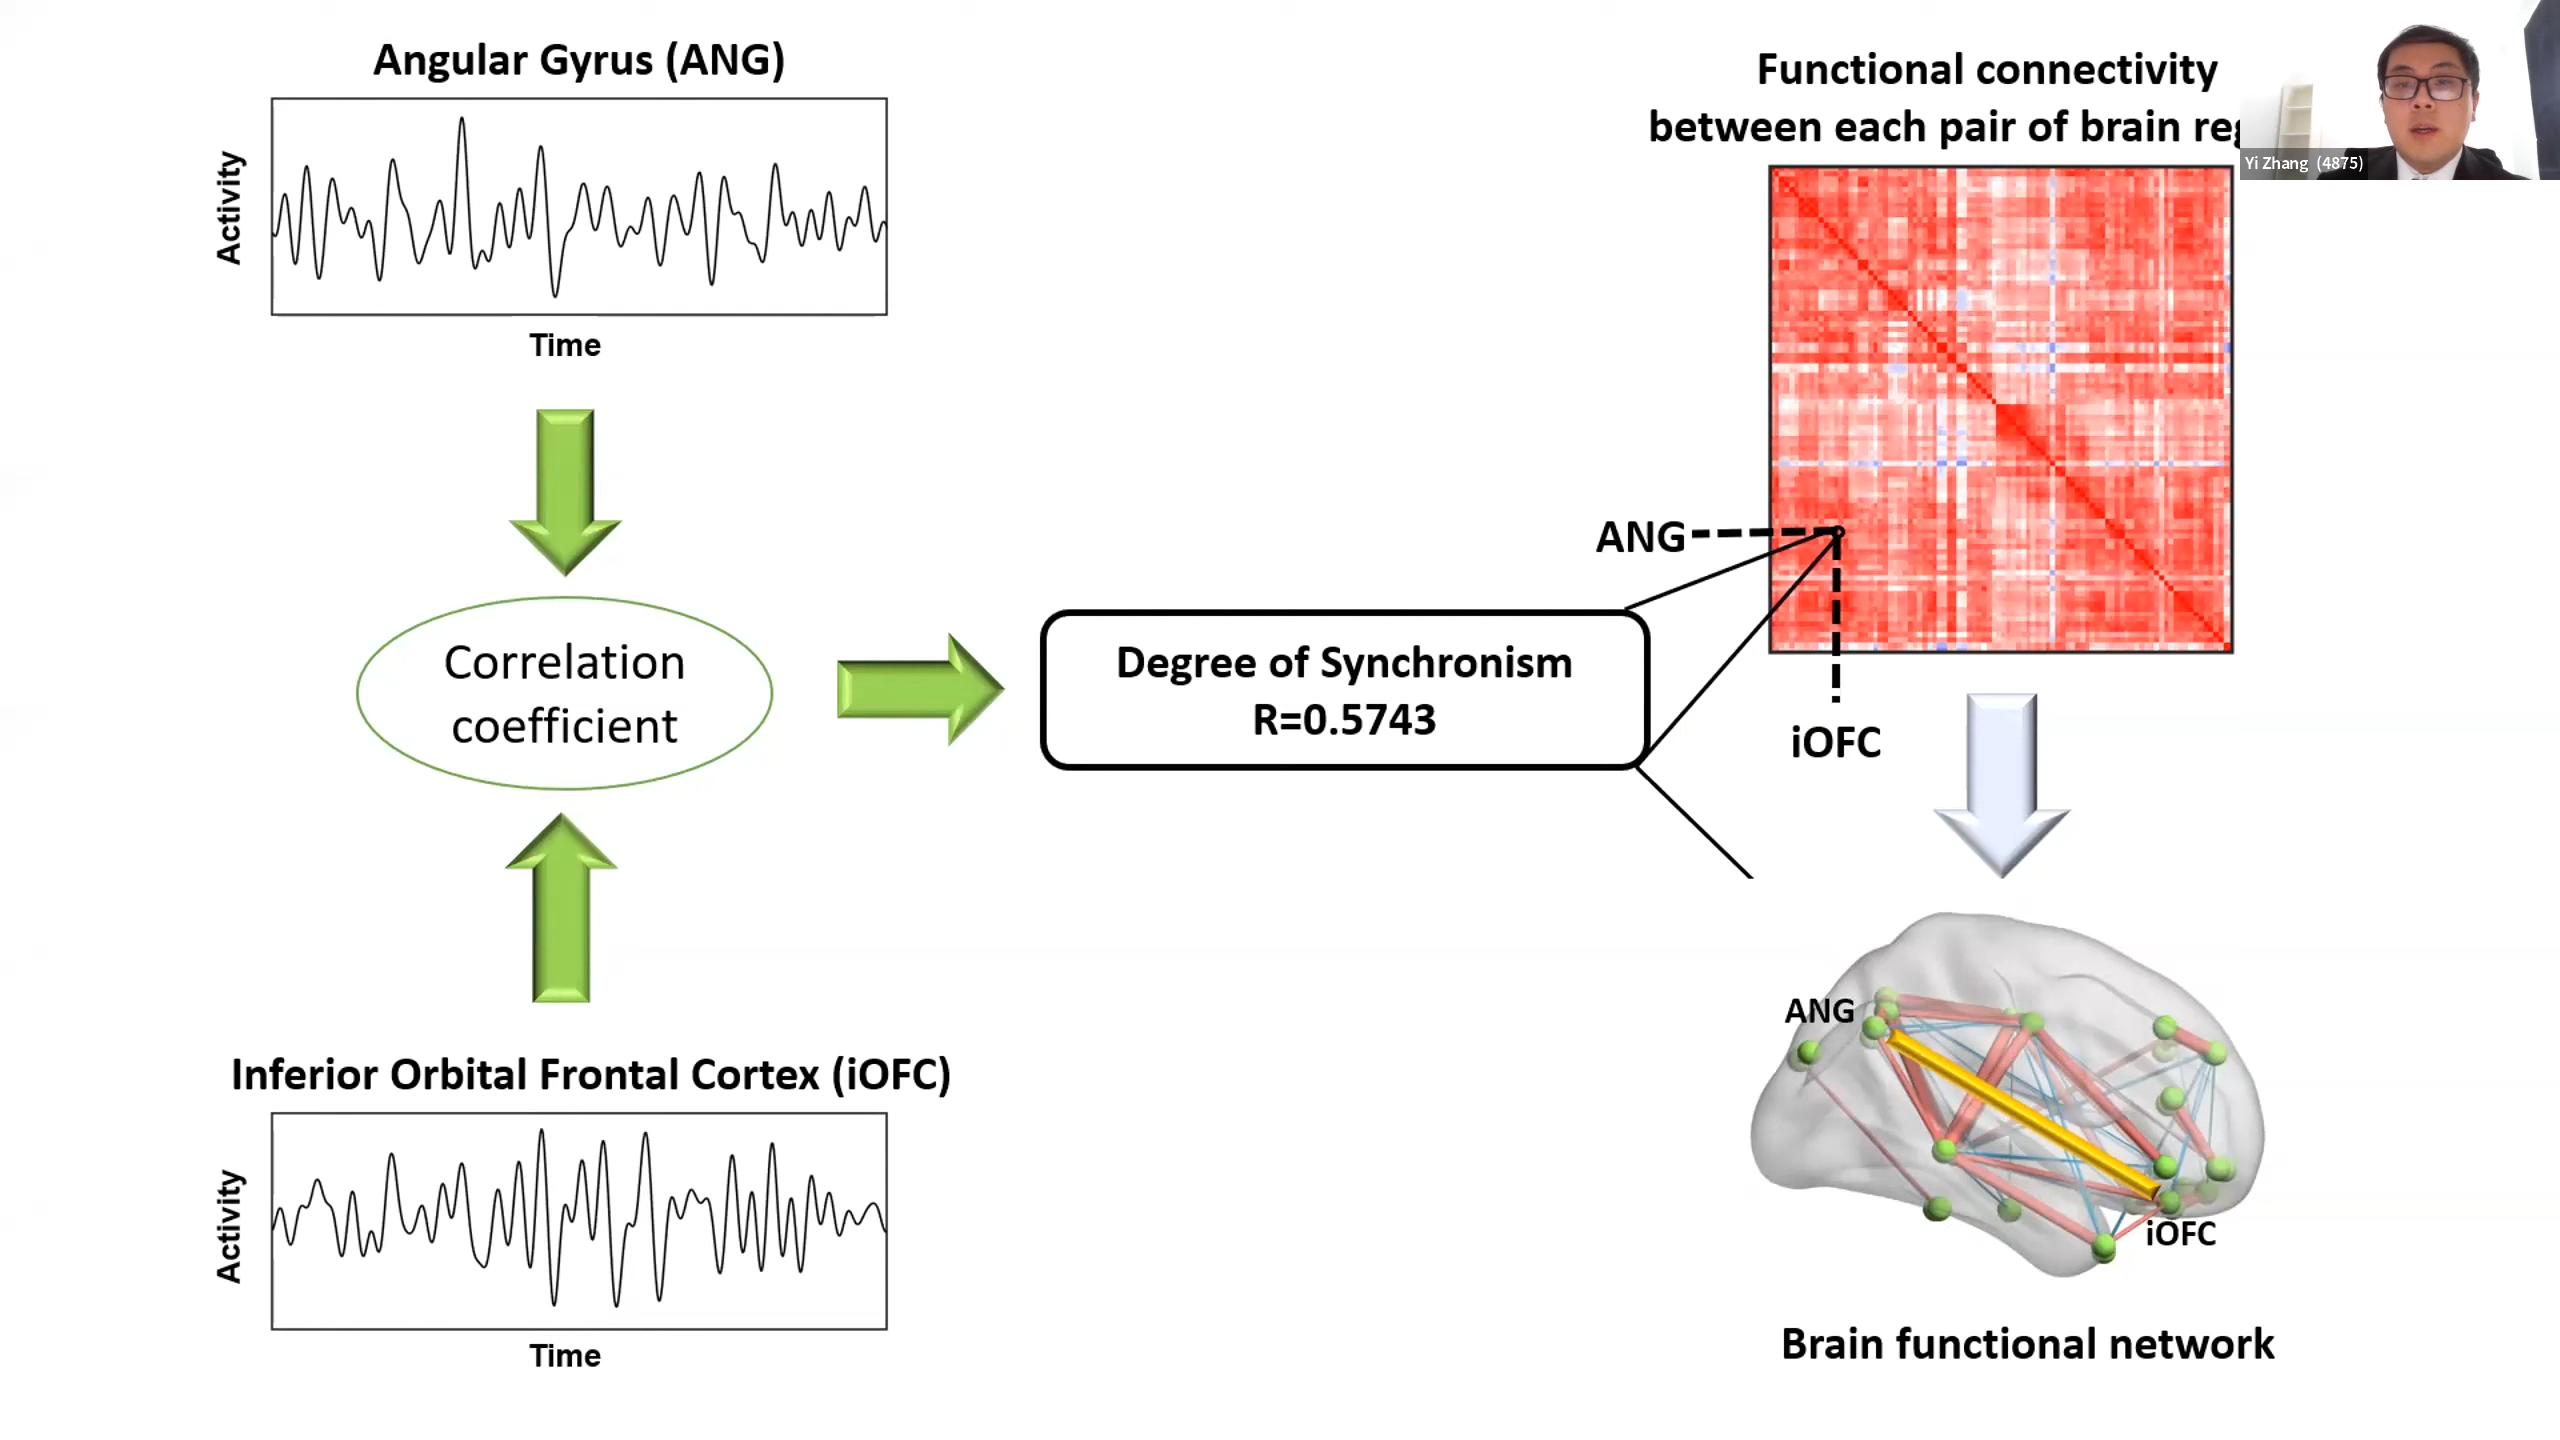 Angular Gyrus (ANG)
Activity
Time
Correlation
coefficient
Inferior Orbital Frontal Cortex (iOFC)
Activity
Time
Degree of Synchronism
R=0.5743
Functional connectivity
between each pair of brain reg
Yi Zhang (4875)
ANG
iOFC
ANG
iOFC
Brain functional network